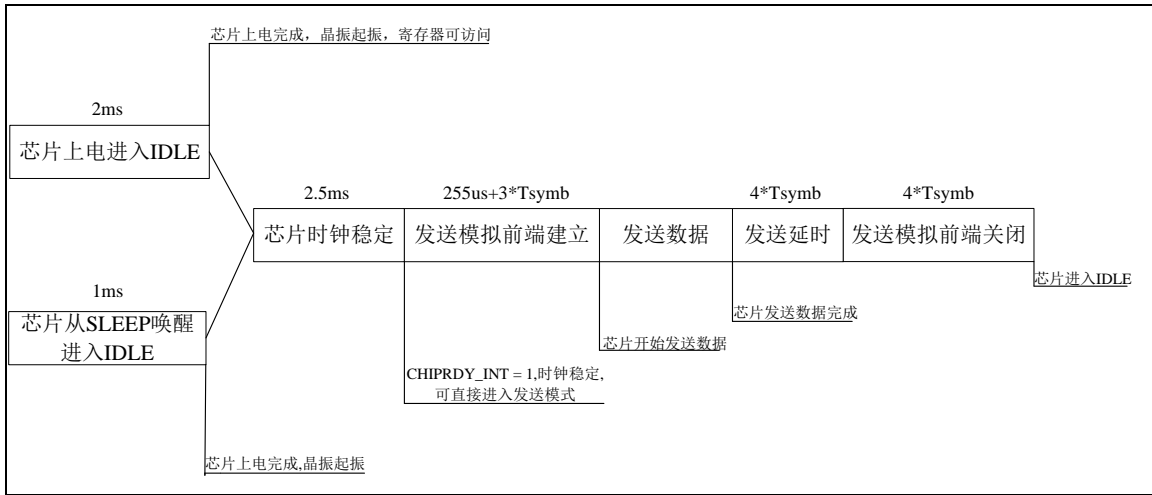 芯片上电完成，晶振起振，寄存器可访问
2ms
芯片上电进入IDLE
2.5ms
255us+3*Tsymb
4*Tsymb
4*Tsymb
芯片时钟稳定
发送模拟前端建立
发送数据
发送延时
发送模拟前端关闭
芯片进入IDLE
1ms
芯片从SLEEP唤醒
进入IDLE
芯片发送数据完成
芯片开始发送数据
CHIPRDY_INT = 1,时钟稳定,
可直接进入发送模式
芯片上电完成,晶振起振